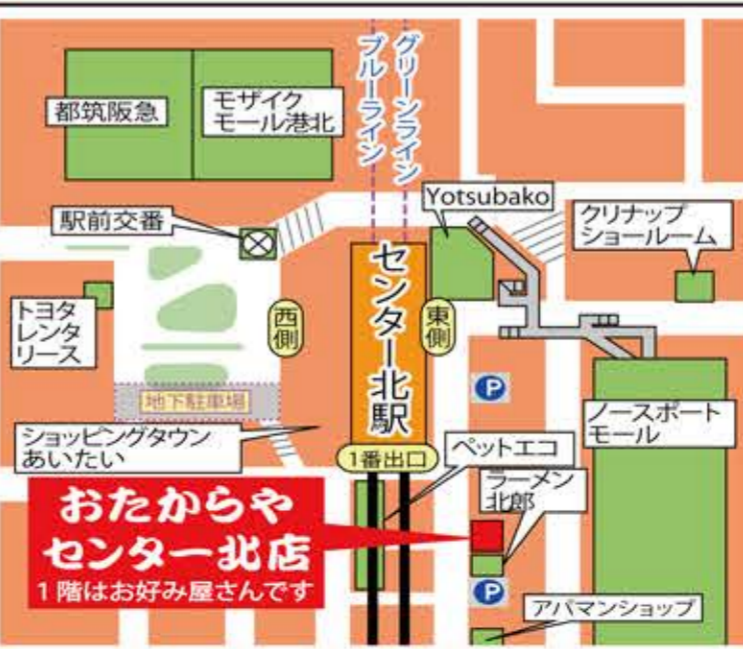 グリーンライン
ブルーライン
都筑阪急
モザイク
モール港北
Yotsubako
駅前交番
クリナップ
ショールーム
センター北駅
西側
東側
トヨタ
レンタ
リース
地下駐車場
P
ノースポート
モール
ショッピングタウン
あいたい
1番出口
ペットエコ
ラーメン
北郎
おたからや
センター北店
1階はお好み屋さんです
P
アパマンショップ